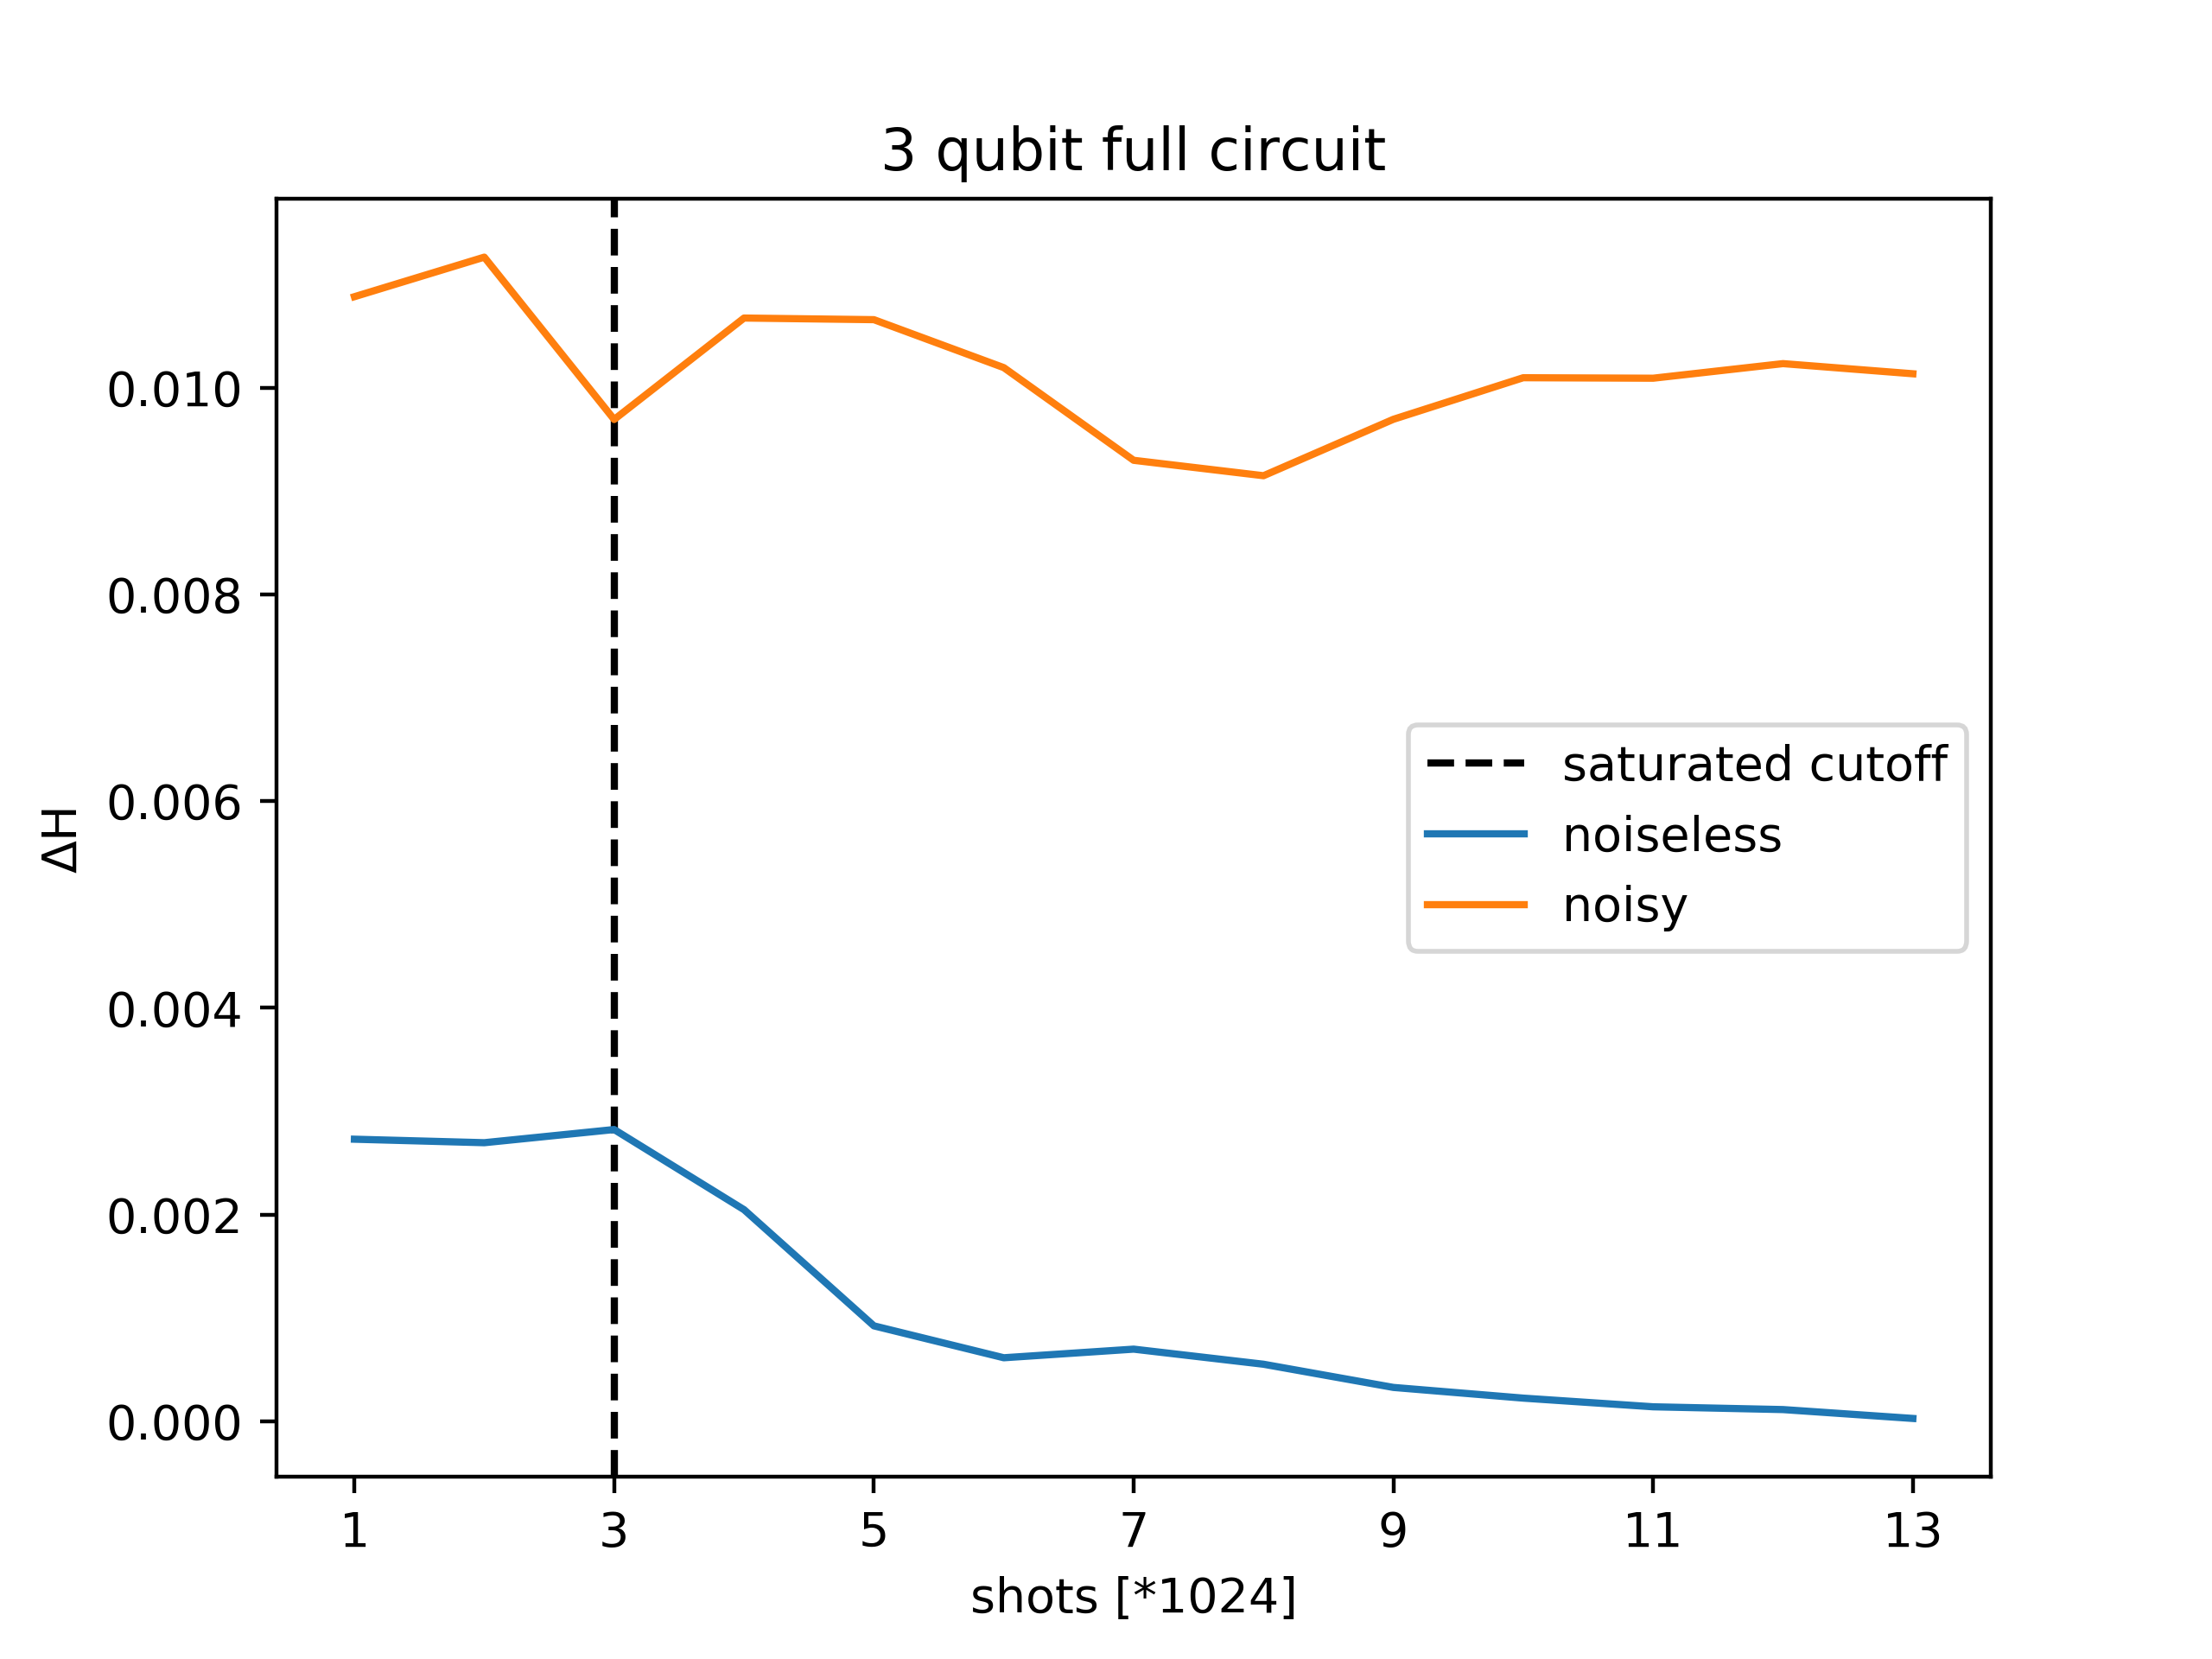 3 qubit full circuit
0.010
0.008
0.006
0.004
0.002
0.000
ΔH
saturated cutoff
noiseless
noisy
1 3 5 7 9 11 13
shots [*1024]